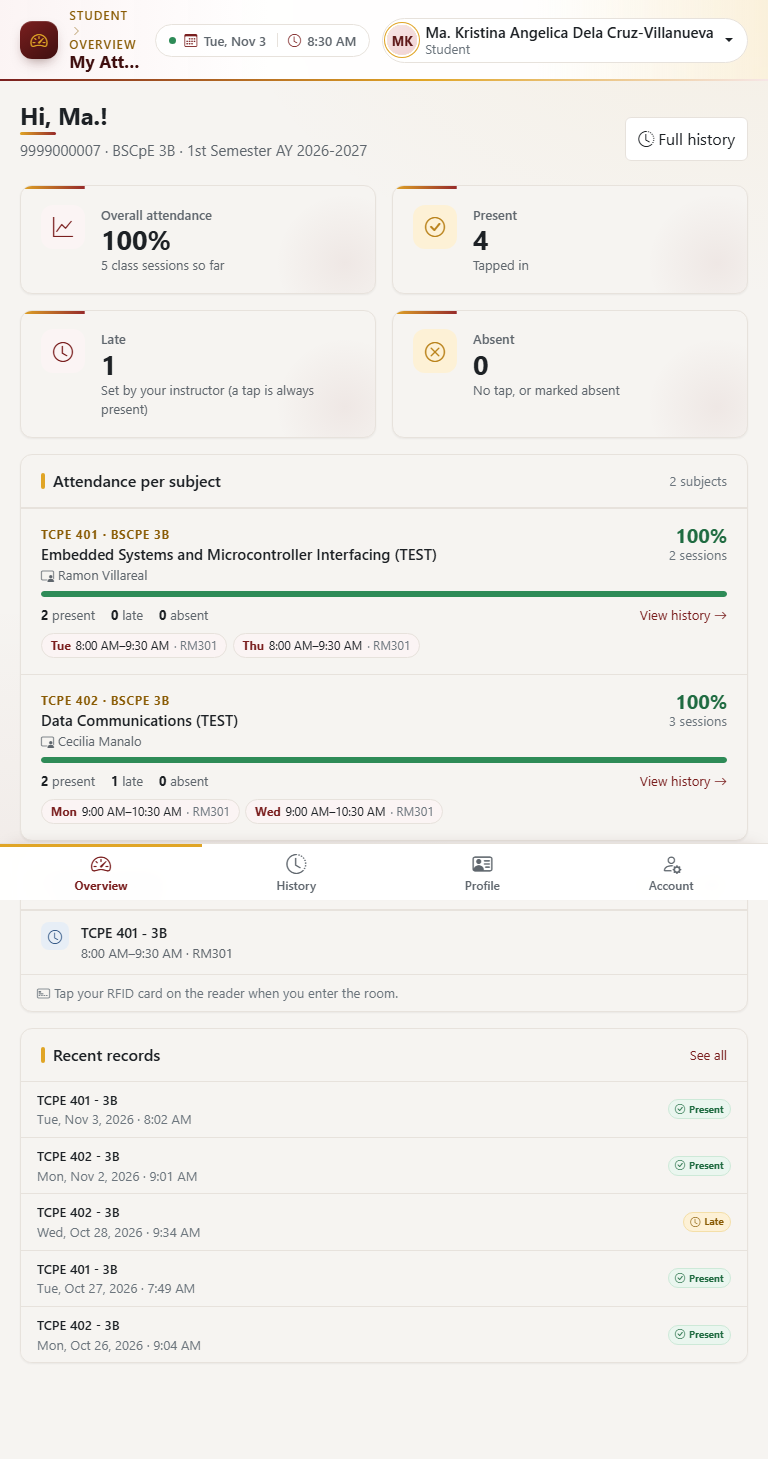 STUDENT
OVERVIEW
My Att...
Tue, Nov 3
8:30 AM
MK
Ma. Kristina Angelica Dela Cruz-Villanueva
Student
Hi, Ma.!
9999000007 · BSCpE 3B · 1st Semester AY 2026-2027
Full history
Overall attendance
100%
5 class sessions so far
Present
4
Tapped in
Late
1
Set by your instructor (a tap is always
present)
Absent
0
No tap, or marked absent
Attendance per subject
2 subjects
TCPE 401 · BSCPE 3B
100%
Embedded Systems and Microcontroller Interfacing (TEST)
2 sessions
Ramon Villareal
2 present 0 late 0 absent
View history →
Tue 8:00 AM–9:30 AM · RM301
Thu 8:00 AM–9:30 AM · RM301
TCPE 402 · BSCPE 3B
100%
Data Communications (TEST)
3 sessions
Cecilia Manalo
2 present 1 late 0 absent
View history →
Mon 9:00 AM–10:30 AM · RM301
Wed 9:00 AM–10:30 AM · RM301
Overview
History
Profile
Account
TCPE 401 - 3B
8:00 AM–9:30 AM · RM301
Tap your RFID card on the reader when you enter the room.
Recent records
See all
TCPE 401 - 3B
Tue, Nov 3, 2026 · 8:02 AM
Present
TCPE 402 - 3B
Mon, Nov 2, 2026 · 9:01 AM
Present
TCPE 402 - 3B
Wed, Oct 28, 2026 · 9:34 AM
Late
TCPE 401 - 3B
Tue, Oct 27, 2026 · 7:49 AM
Present
TCPE 402 - 3B
Mon, Oct 26, 2026 · 9:04 AM
Present